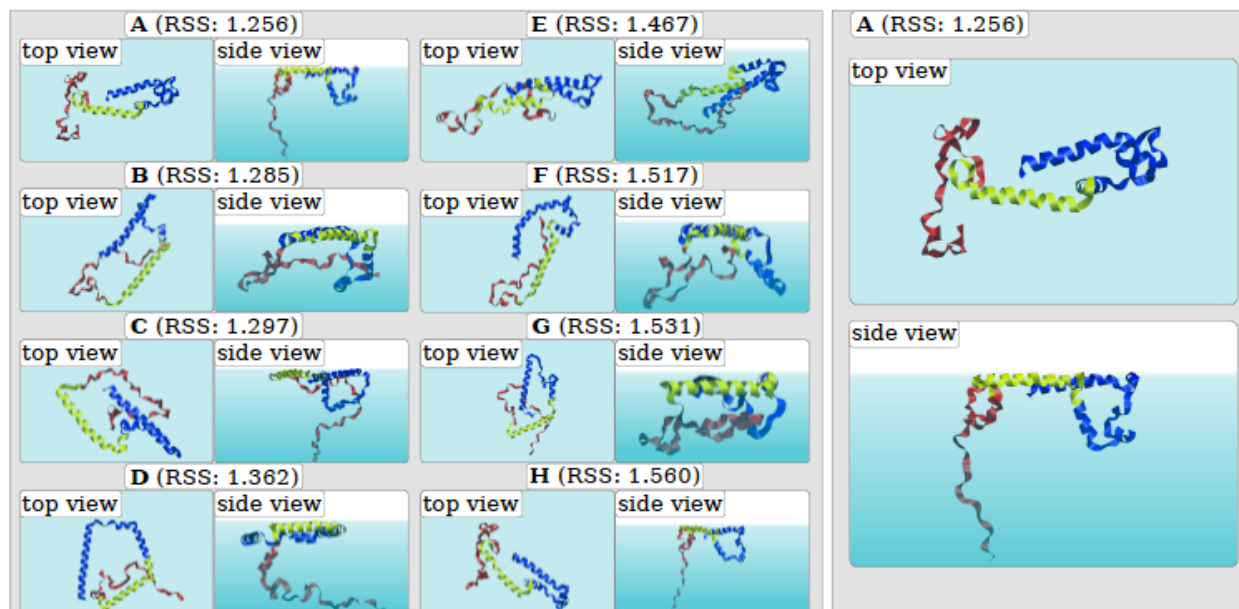 A (RSS: 1.256)
top view
side view
E (RSS: 1.467)
top view
side view
B (RSS: 1.285)
top view
side view
F (RSS: 1.517)
top view
side view
C (RSS: 1.297)
top view
side view
G (RSS: 1.531)
top view
side view
D (RSS: 1.362)
top view
side view
H (RSS: 1.560)
top view
side view
A (RSS: 1.256)
top view
side view